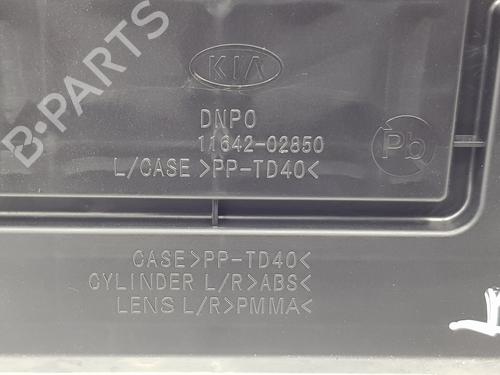 B-PARTS
KIA
DNPO
11642-02850
L/CASE >PP-TD40<
Pb
CASE>PP-TD40<
CYLINDER L/R>ABS<
LENS L/R>PMMA<